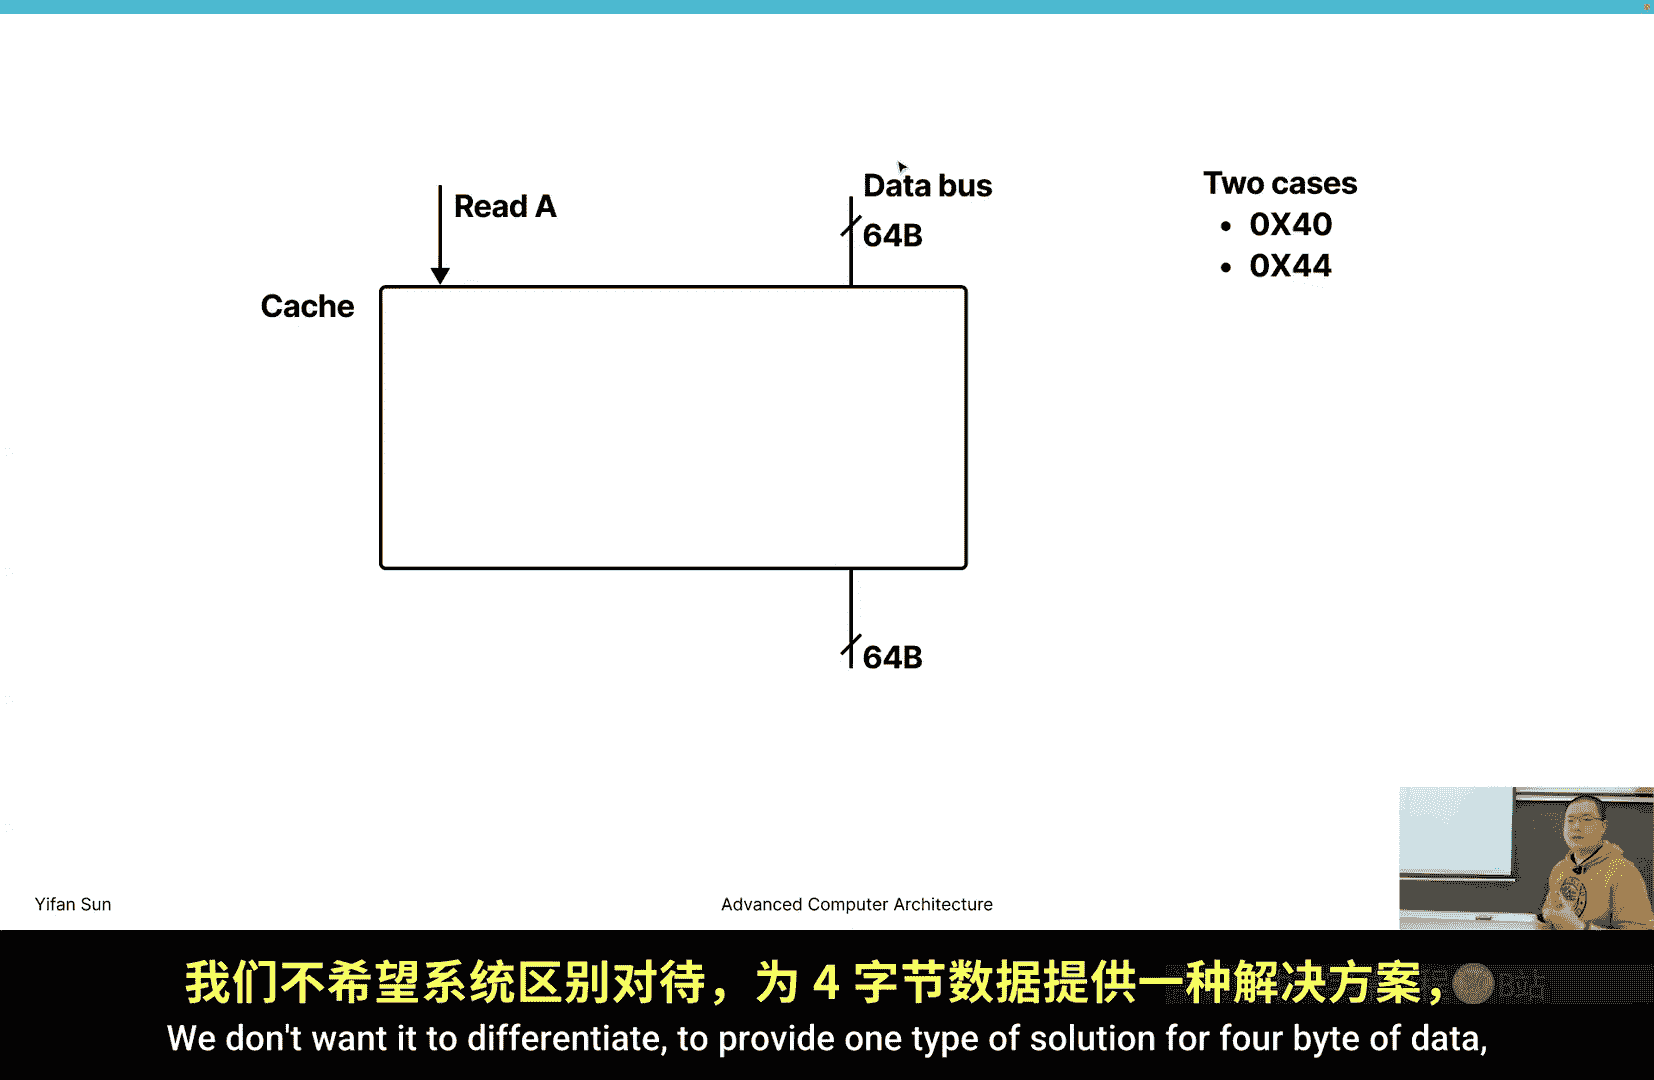 Read A
Data bus
64B
Two cases
• 0X40
• 0X44
Cache
64B
Yifan Sun
Advanced Computer Architecture
我们不希望系统区别对待，为 4 字节数据提供一种解决方案，
We don't want it to differentiate, to provide one type of solution for four byte of data,